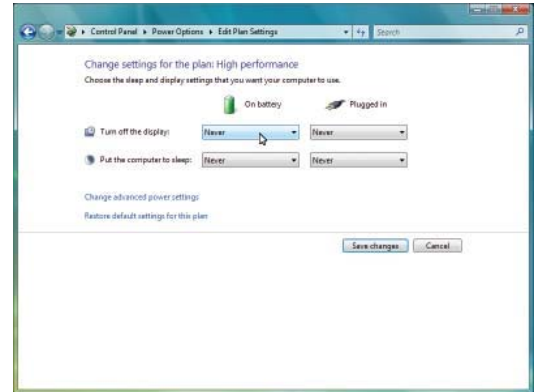 Control Panel ▸ Power Options ▸ Edit Plan Settings Search
Change settings for the plan: High performance
Choose the sleep and display settings that you want your computer to use.
On battery Plugged in
Turn off the display: Never Never
Put the computer to sleep: Never Never
Change advanced power settings
Restore default settings for this plan
Save changes Cancel